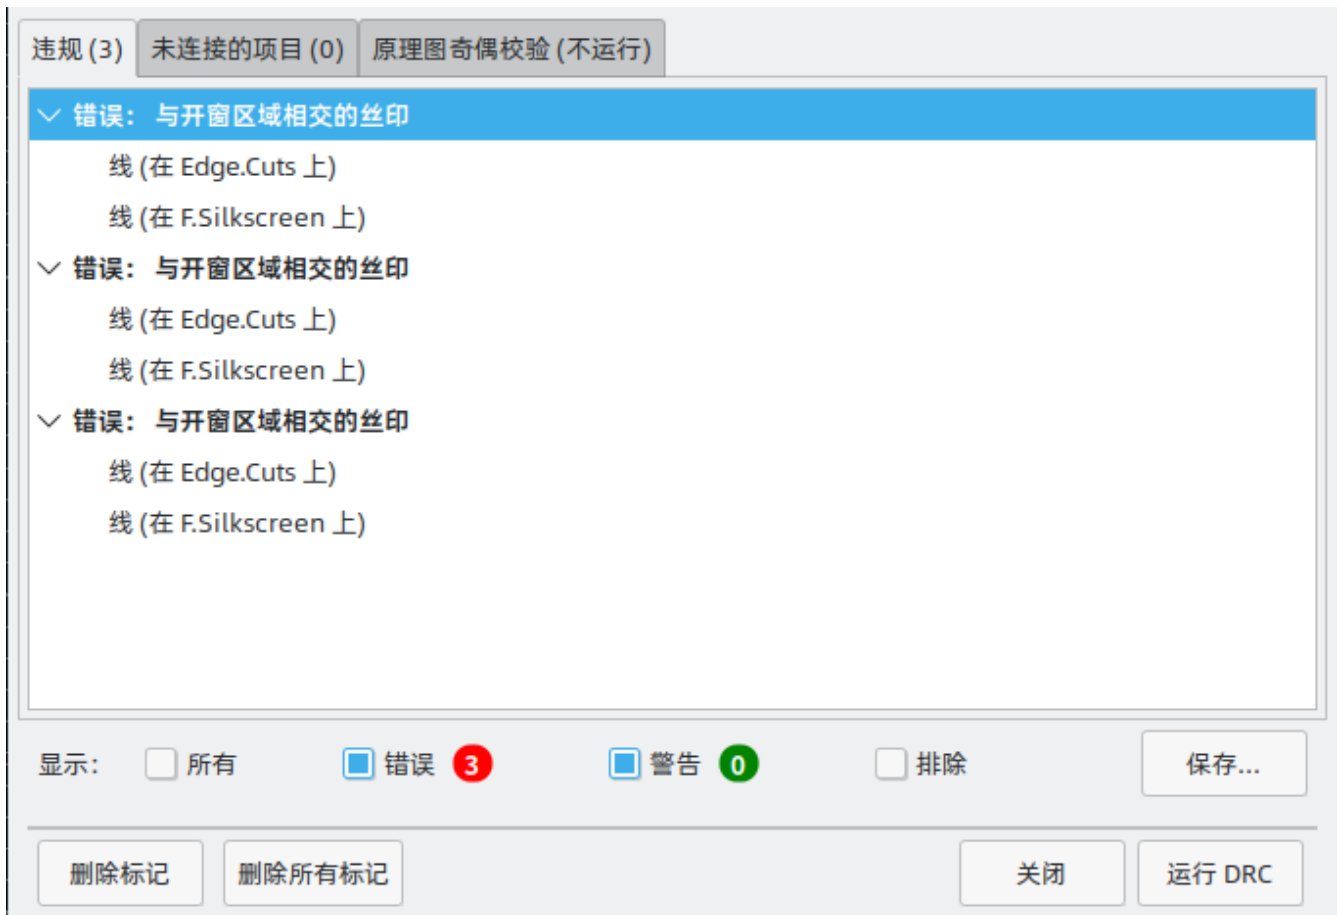 违规 (3) 未连接的项目 (0) 原理图奇偶校验 (不运行)
错误： 与开窗区域相交的丝印
线 (在 Edge.Cuts 上)
线 (在 F.Silkscreen 上)
错误： 与开窗区域相交的丝印
线 (在 Edge.Cuts 上)
线 (在 F.Silkscreen 上)
错误： 与开窗区域相交的丝印
线 (在 Edge.Cuts 上)
线 (在 F.Silkscreen 上)
显示： 所有 错误 3 警告 0 排除 保存...
删除标记 删除所有标记 关闭 运行 DRC